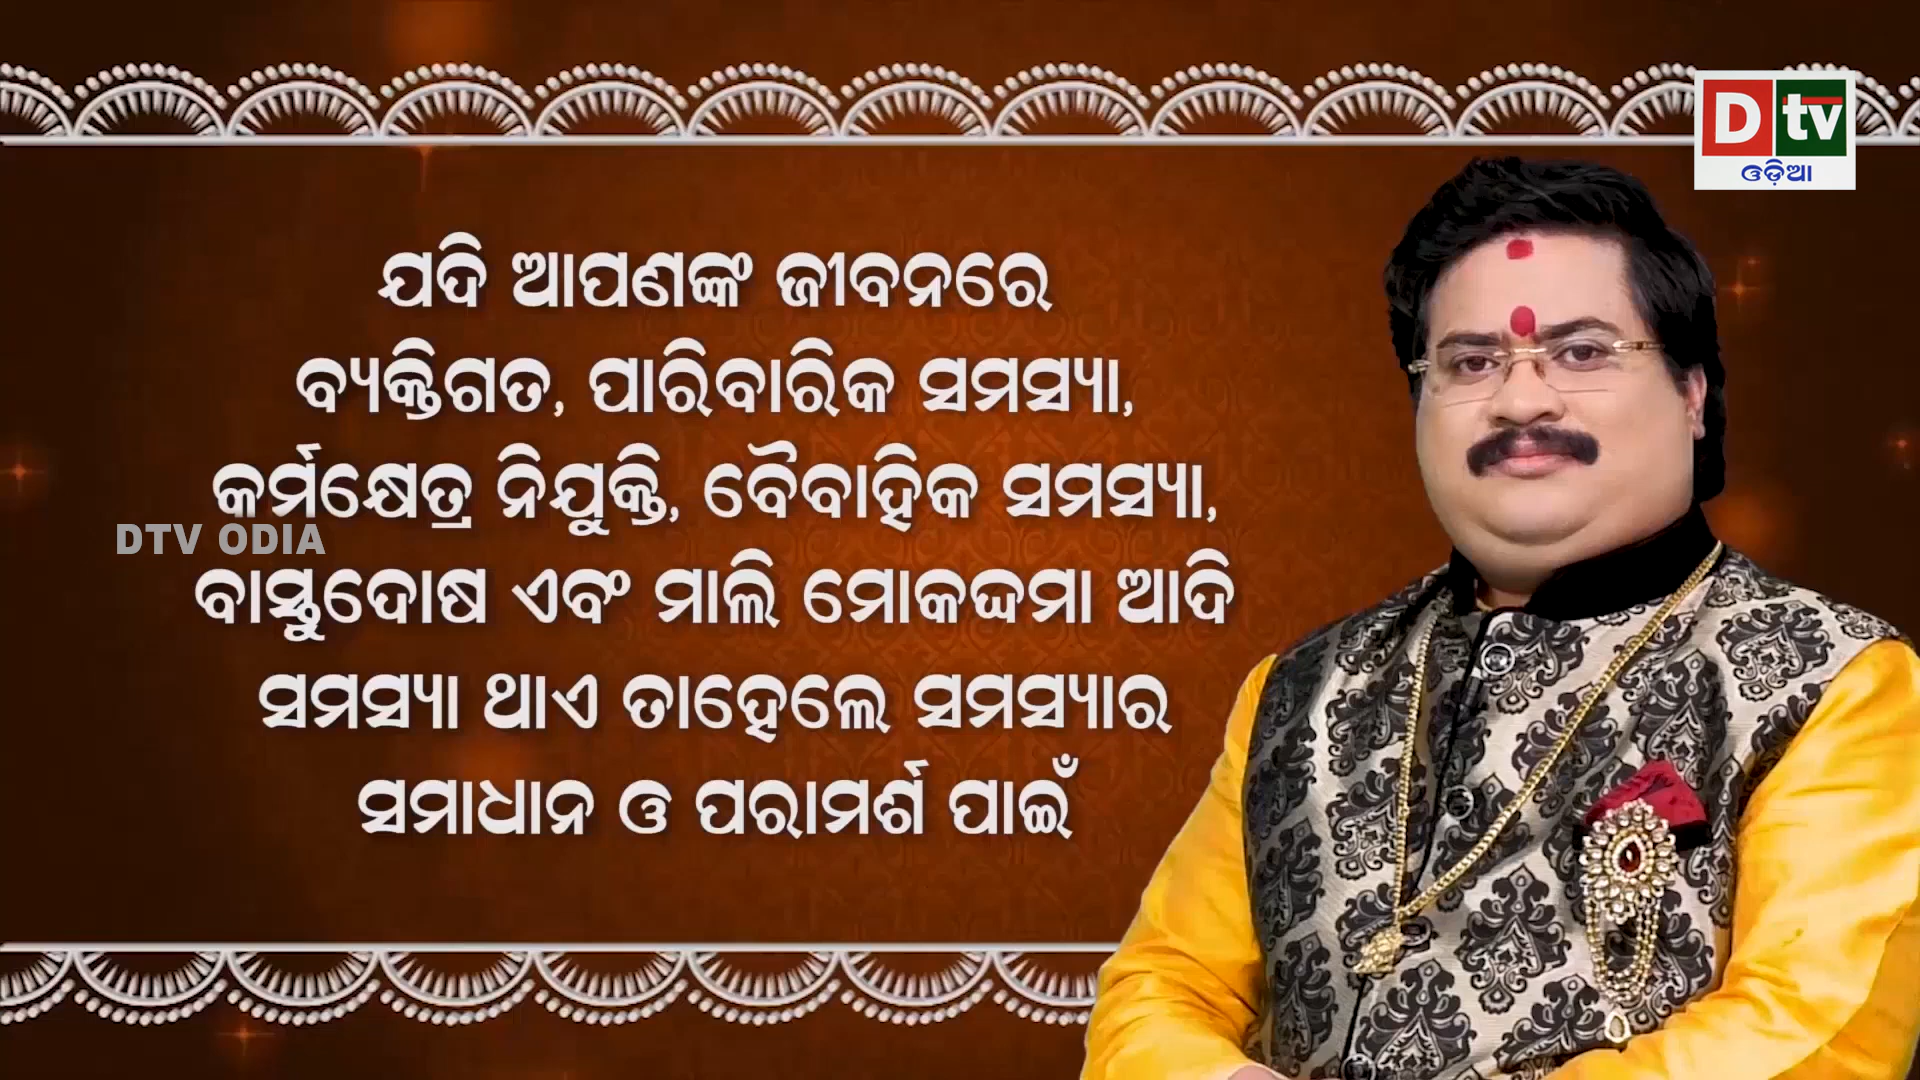 D tv
ଓଡ଼ିଆ
ଯଦି ଆପଣଙ୍କ ଜୀବନରେ
ବ୍ୟକ୍ତିଗତ, ପାରିବାରିକ ସମସ୍ୟା,
କର୍ମକ୍ଷେତ୍ର ନିଯୁକ୍ତି, ବୈବାହିକ ସମସ୍ୟା,
DTV ODIA
ବାସ୍ତୁଦୋଷ ଏବଂ ମାଲି ମୋକଦ୍ଦମା ଆଦି
ସମସ୍ୟା ଥାଏ ତାହେଲେ ସମସ୍ୟାର
ସମାଧାନ ଓ ପରାମର୍ଶ ପାଇଁ